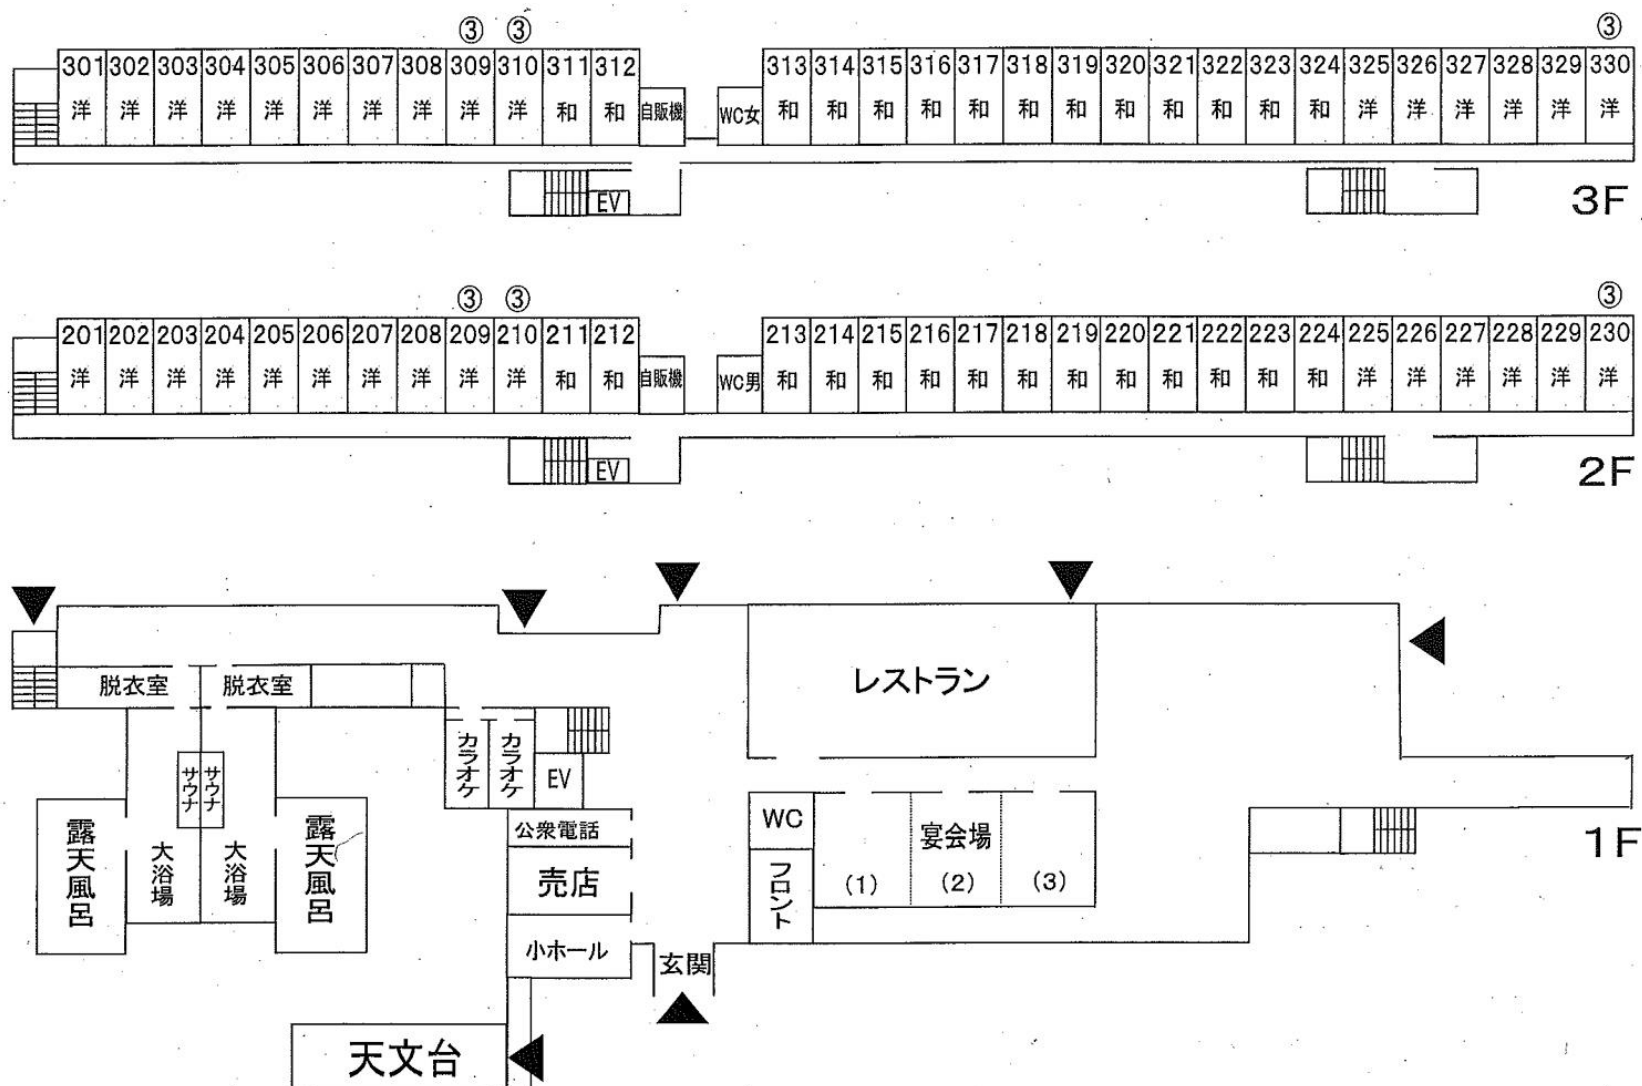 ③ ③ ③
301 302 303 304 305 306 307 308 309 310 311 312 313 314 315 316 317 318 319 320 321 322 323 324 325 326 327 328 329 330
洋 洋 洋 洋 洋 洋 洋 洋 洋 洋 和 和 自販機 WC女 和 和 和 和 和 和 和 和 和 和 和 和 洋 洋 洋 洋 洋 洋
EV
3F
③ ③ ③
201 202 203 204 205 206 207 208 209 210 211 212 213 214 215 216 217 218 219 220 221 222 223 224 225 226 227 228 229 230
洋 洋 洋 洋 洋 洋 洋 洋 洋 洋 和 和 自販機 WC男 和 和 和 和 和 和 和 和 和 和 和 和 洋 洋 洋 洋 洋 洋
EV
2F
脱衣室
脱衣室
レストラン
カラオケ
カラオケ
EV
サウナ
サウナ
露天風呂
大浴場
大浴場
露天風呂
公衆電話
売店
小ホール
WC
フロント
宴会場
(1) (2) (3)
1F
玄関
天文台